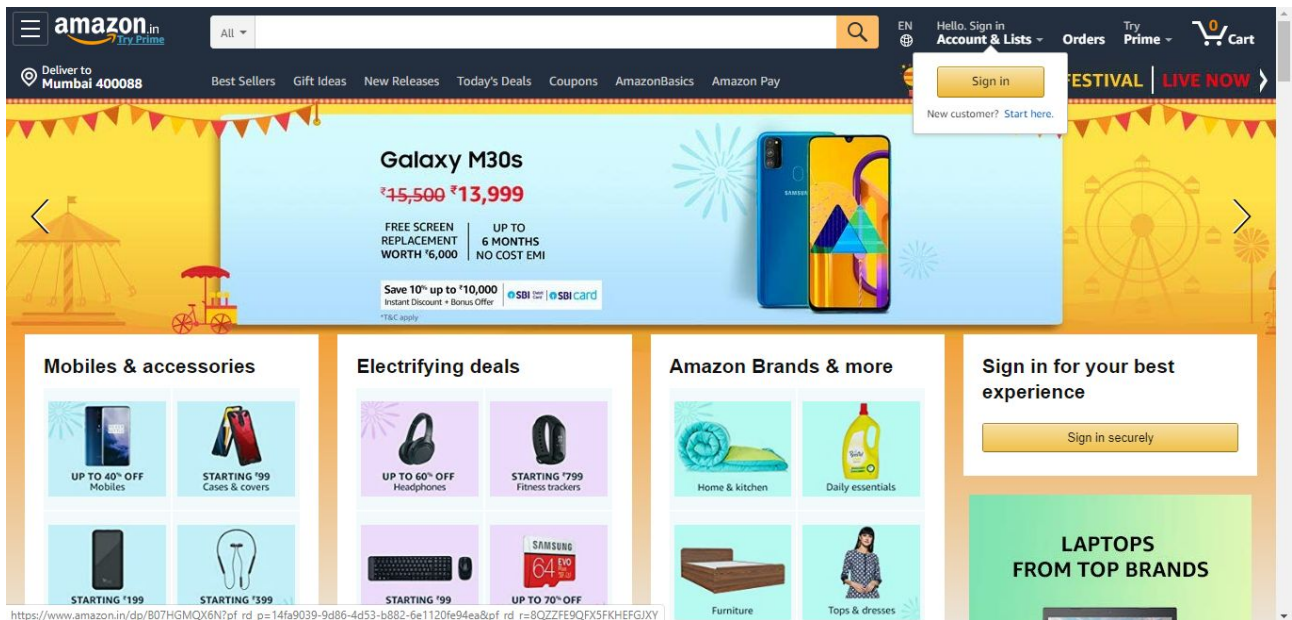 amazon.in
Try Prime
All
EN
Hello. Sign in
Account & Lists
Orders
Try
Prime
0
Cart
Deliver to
Mumbai 400088
Best Sellers Gift Ideas New Releases Today's Deals Coupons AmazonBasics Amazon Pay
FESTIVAL LIVE NOW
Sign in
New customer? Start here.
Galaxy M30s
₹15,500 ₹13,999
FREE SCREEN
REPLACEMENT
WORTH ₹6,000
UP TO
6 MONTHS
NO COST EMI
Save 10%* up to ₹10,000
Instant Discount + Bonus Offer
SBI Debit Card
SBI card
*T&C apply
SAMSUNG
Mobiles & accessories
UP TO 40% OFF
Mobiles
STARTING ₹99
Cases & covers
STARTING ₹199
STARTING ₹399
Electrifying deals
UP TO 60% OFF
Headphones
STARTING ₹799
Fitness trackers
STARTING ₹99
SAMSUNG
64 EVO
Plus
UP TO 70% OFF
Amazon Brands & more
Home & kitchen
Daily essentials
Furniture
Tops & dresses
Sign in for your best
experience
Sign in securely
LAPTOPS
FROM TOP BRANDS
https://www.amazon.in/dp/B07HGMQX6N?pf_rd_p=14fa9039-9d86-4d53-b882-6e1120fe94ea&pf_rd_r=8QZZFE9QFX5FKHEFGJXY